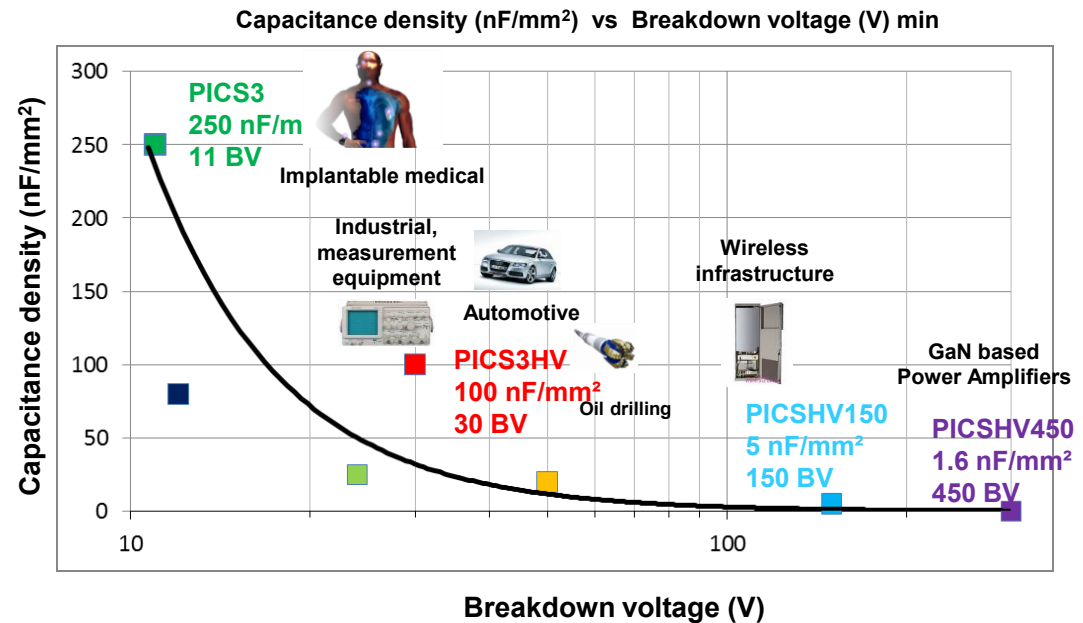 Capacitance density (nF/mm²) vs Breakdown voltage (V) min
Capacitance density (nF/mm²)
300
250
200
150
100
50
0
10
100
Breakdown voltage (V)
PICS3
250 nF/m
11 BV
Implantable medical
Industrial,
measurement
equipment
Automotive
PICS3HV
100 nF/mm²
30 BV
Oil drilling
Wireless
infrastructure
PICSHV150
5 nF/mm²
150 BV
GaN based
Power Amplifiers
PICSHV450
1.6 nF/mm²
450 BV